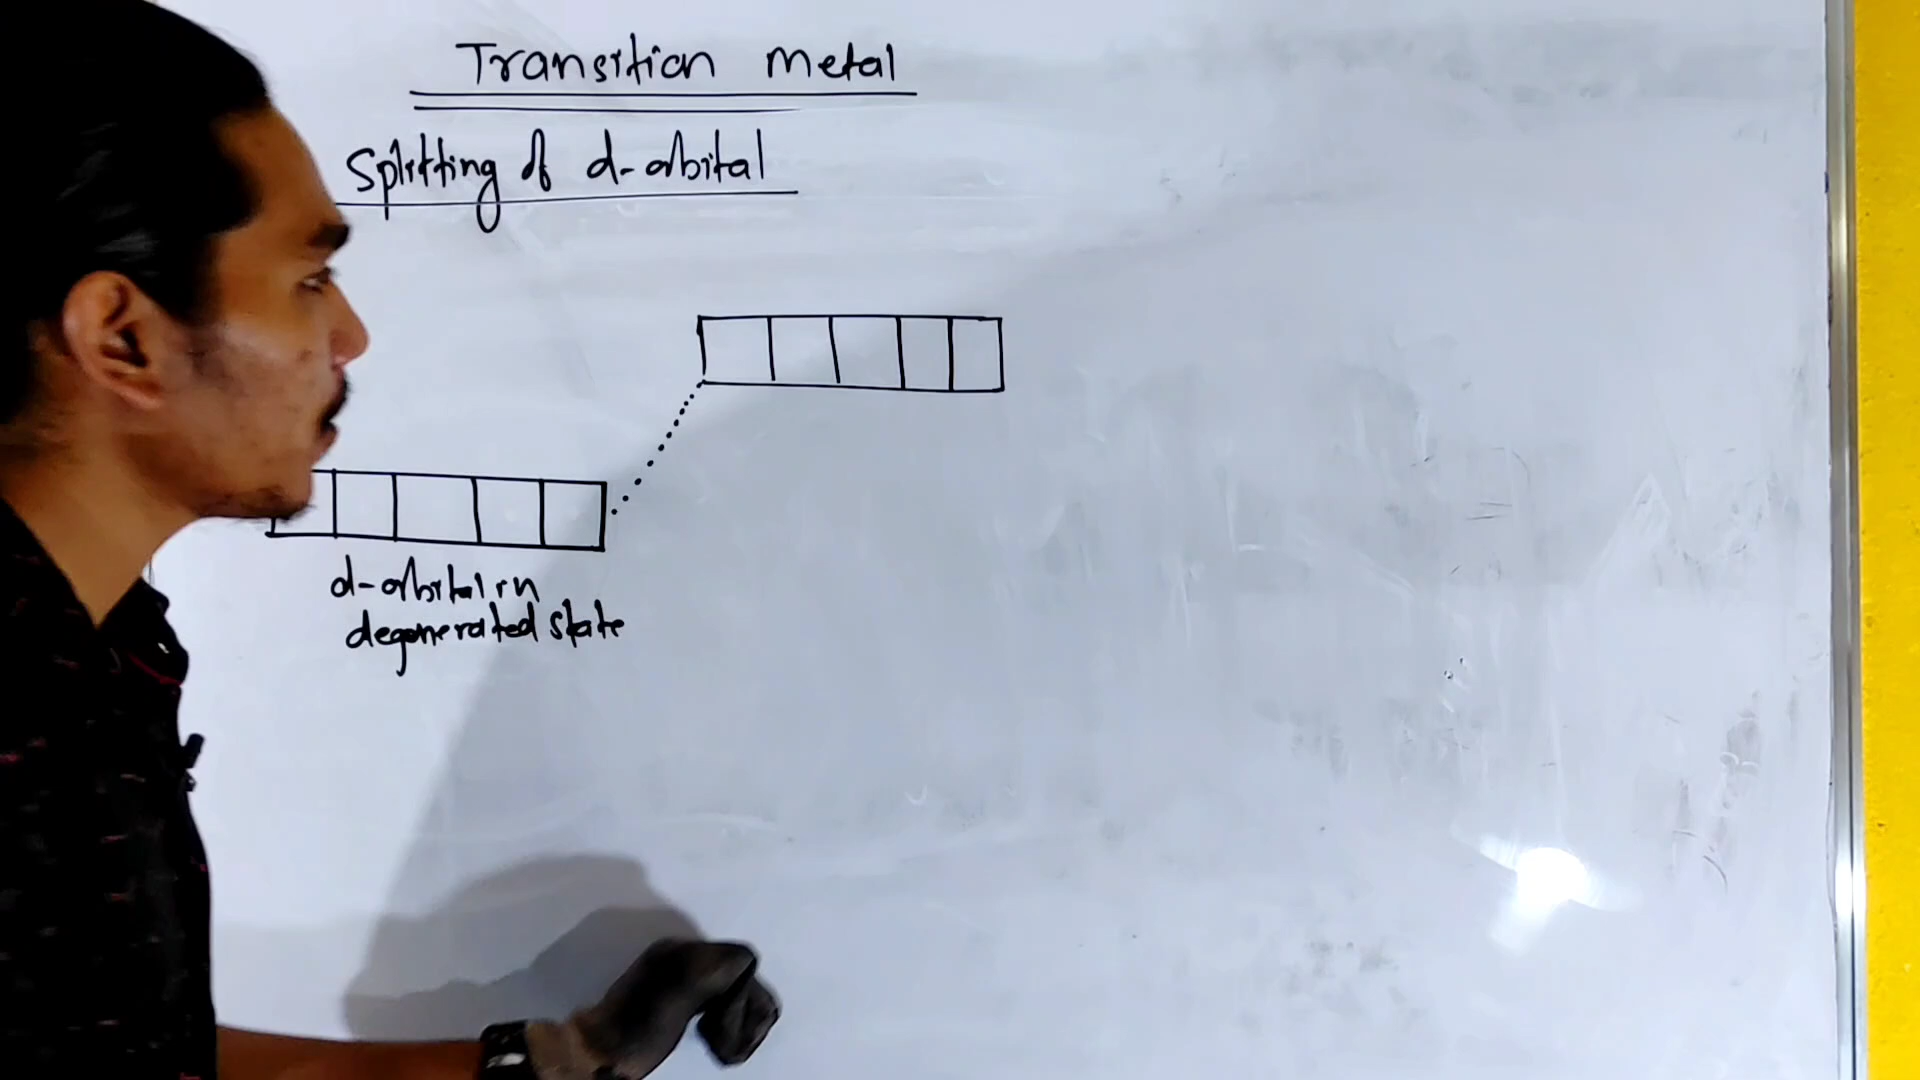 Transition Metal
Splitting of d-orbital
d-orbital in
degenerated state